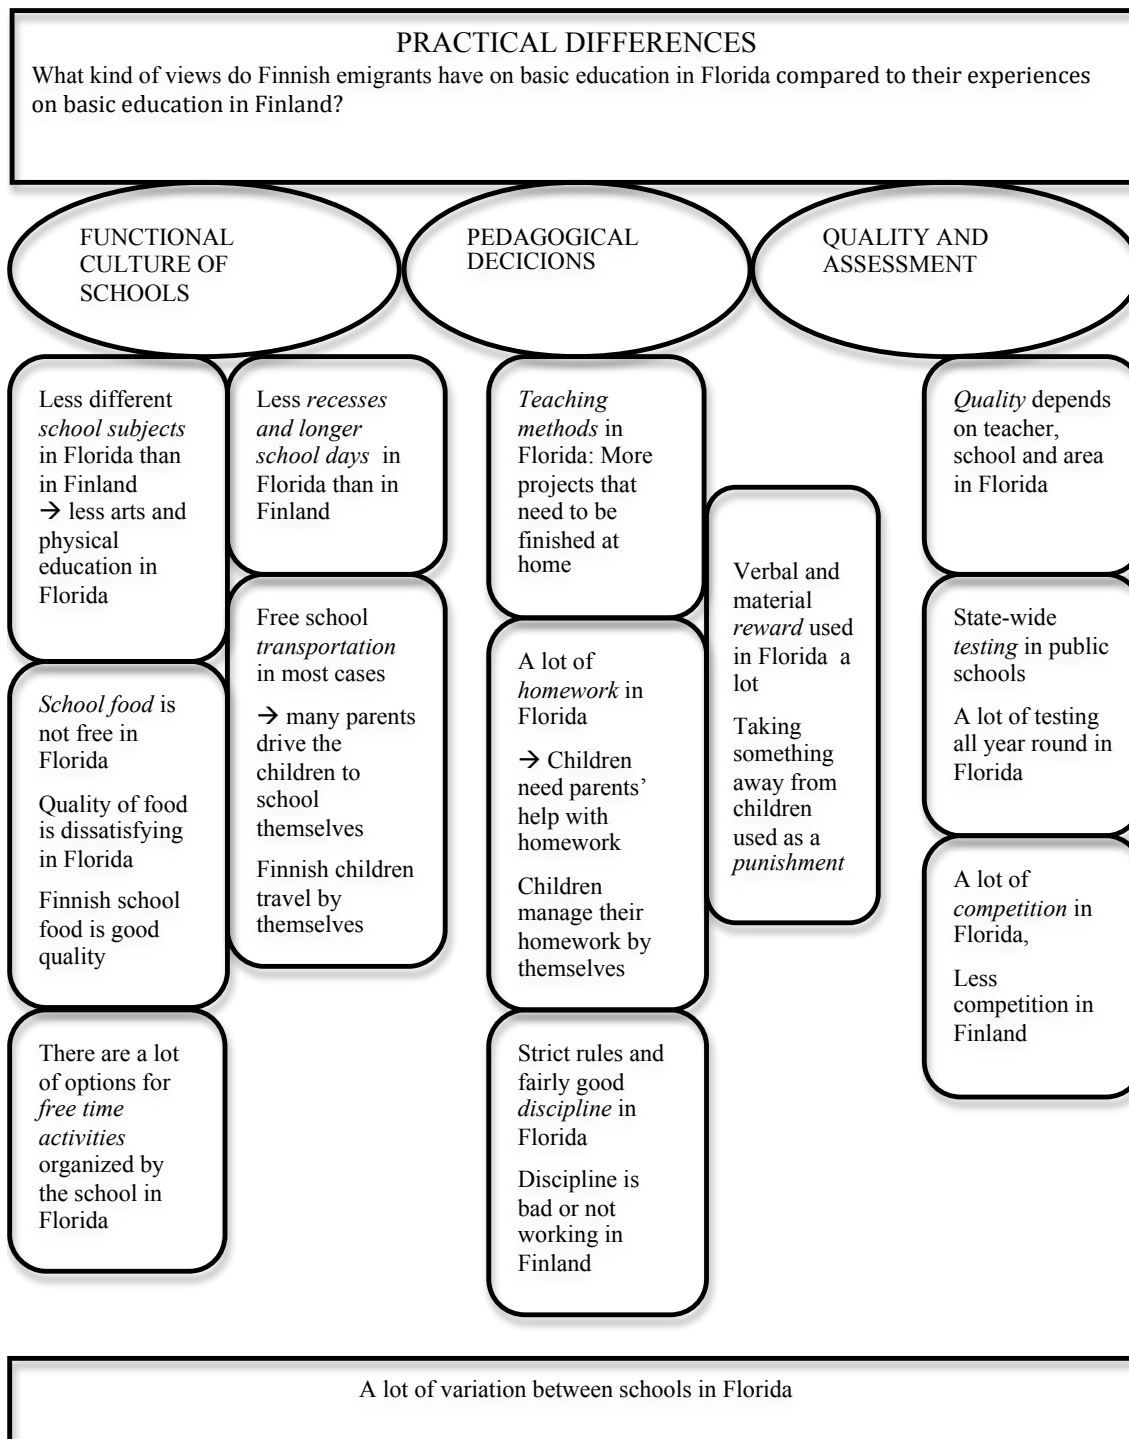 PRACTICAL DIFFERENCES
What kind of views do Finnish emigrants have on basic education in Florida compared to their experiences
on basic education in Finland?
FUNCTIONAL
CULTURE OF
SCHOOLS
PEDAGOGICAL
DECICIONS
QUALITY AND
ASSESSMENT
Less different
school subjects
in Florida than
in Finland
→ less arts and
physical
education in
Florida
School food is
not free in
Florida
Quality of food
is dissatisfying
in Florida
Finnish school
food is good
quality
There are a lot
of options for
free time
activities
organized by
the school in
Florida
Less recesses
and longer
school days in
Florida than in
Finland
Free school
transportation
in most cases
→ many parents
drive the
children to
school
themselves
Finnish children
travel by
themselves
Teaching
methods in
Florida: More
projects that
need to be
finished at
home
A lot of
homework in
Florida
→ Children
need parents’
help with
homework
Children
manage their
homework by
themselves
Strict rules and
fairly good
discipline in
Florida
Discipline is
bad or not
working in
Finland
Verbal and
material
reward used
in Florida a
lot
Taking
something
away from
children
used as a
punishment
Quality depends
on teacher,
school and area
in Florida
State-wide
testing in public
schools
A lot of testing
all year round in
Florida
A lot of
competition in
Florida,
Less
competition in
Finland
A lot of variation between schools in Florida